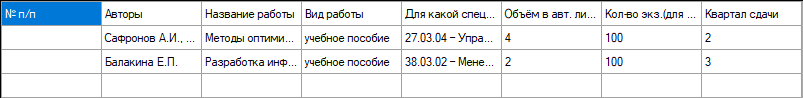 № п/п Авторы Название работы Вид работы Для какой спец... Объём в авт. ли... Кол-во экз.(для ... Квартал сдачи
Сафронов А.И., ... Методы оптими... учебное пособие 27.03.04 – Упра... 4 100 2
Балакина Е.П. Разработка инф... учебное пособие 38.03.02 – Мене... 2 100 3